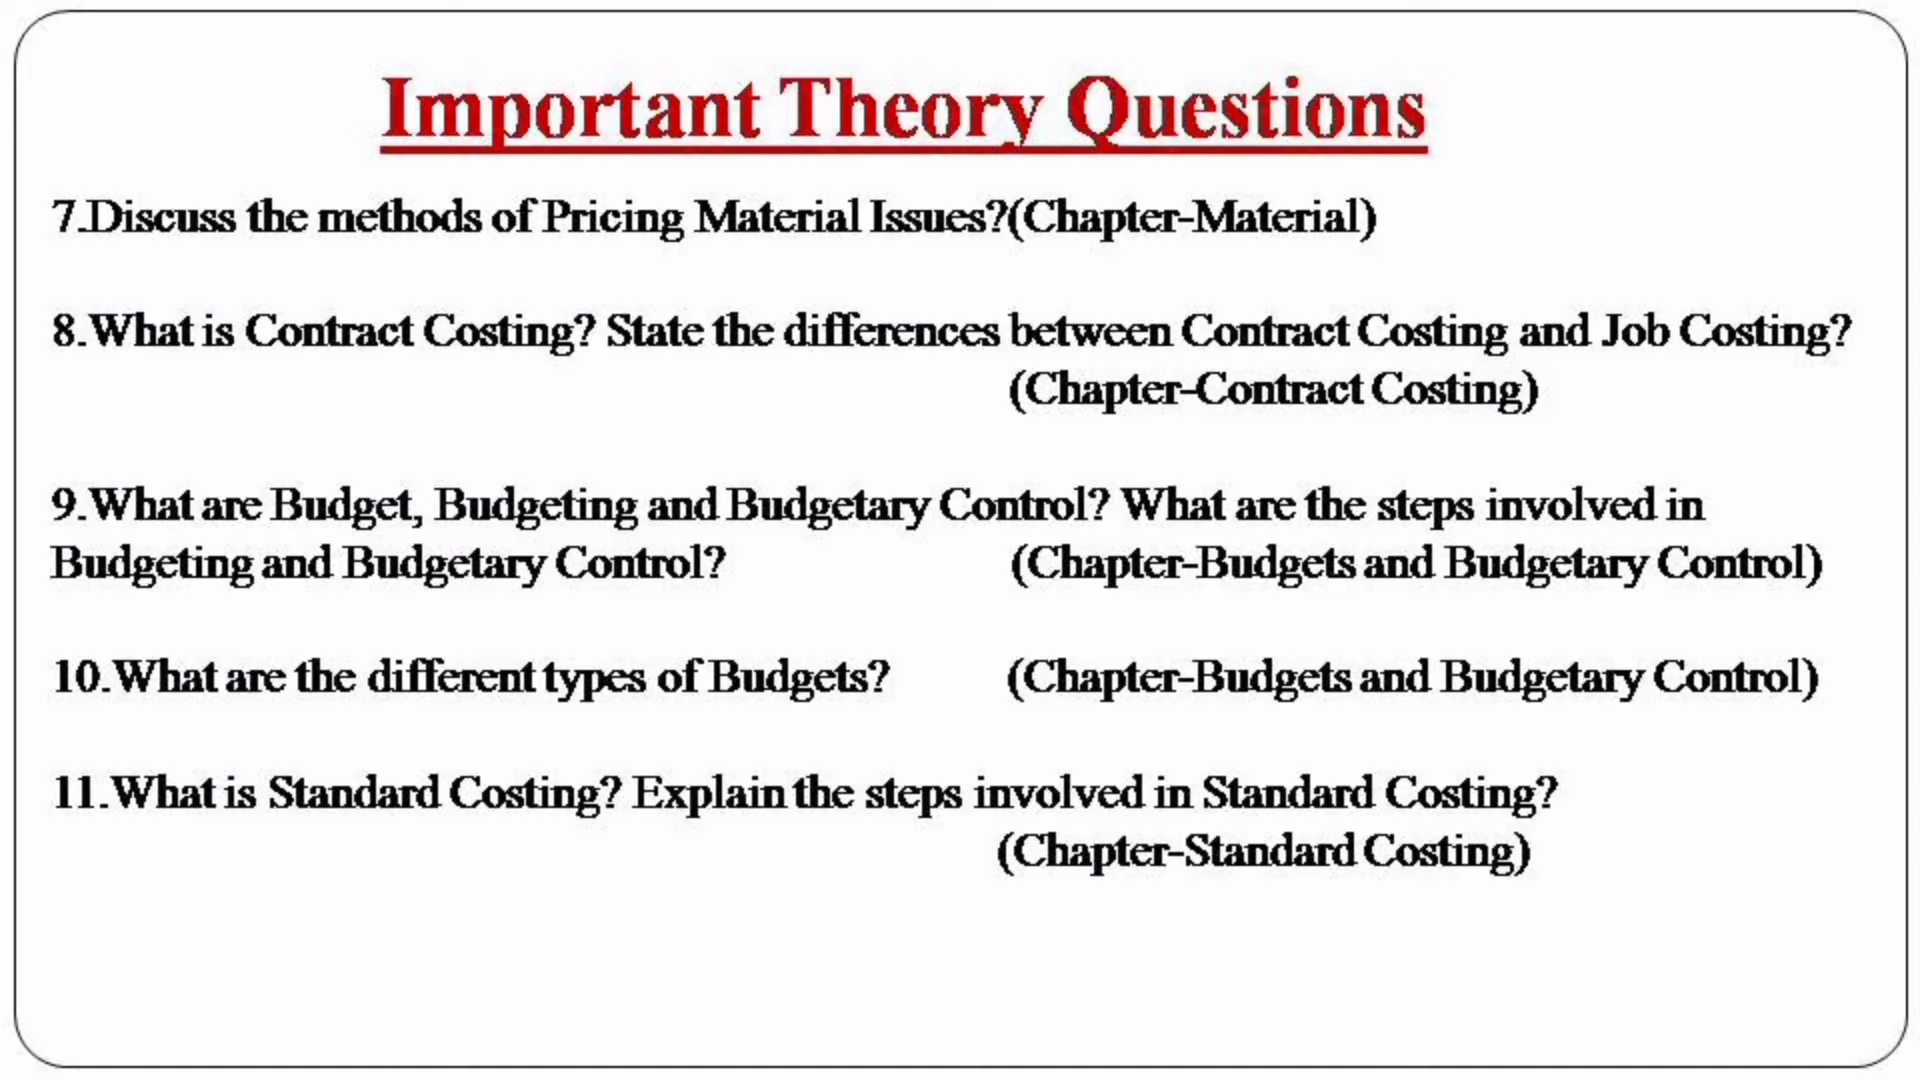 Important Theory Questions
7.Discuss the methods of Pricing Material Issues?(Chapter-Material)
8.What is Contract Costing? State the differences between Contract Costing and Job Costing?
(Chapter-Contract Costing)
9.What are Budget, Budgeting and Budgetary Control? What are the steps involved in
Budgeting and Budgetary Control? (Chapter-Budgets and Budgetary Control)
10.What are the different types of Budgets? (Chapter-Budgets and Budgetary Control)
11.What is Standard Costing? Explain the steps involved in Standard Costing?
(Chapter-Standard Costing)